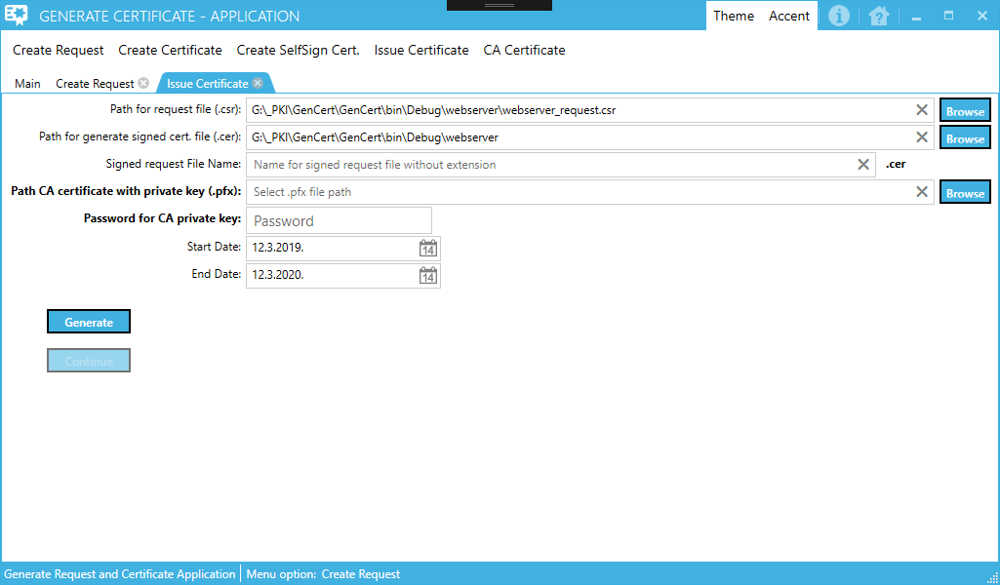 GENERATE CERTIFICATE - APPLICATION
Theme Accent
Create Request Create Certificate Create SelfSign Cert. Issue Certificate CA Certificate
Main Create Request Issue Certificate
Path for request file (.csr): G:\_PKI\GenCert\GenCert\bin\Debug\webserver\webserver_request.csr Browse
Path for generate signed cert. file (.cer): G:\_PKI\GenCert\GenCert\bin\Debug\webserver Browse
Signed request File Name: Name for signed request file without extension .cer
Path CA certificate with private key (.pfx): Select .pfx file path Browse
Password for CA private key: Password
Start Date: 12.3.2019. 14
End Date: 12.3.2020. 14
Generate
Continue
Generate Request and Certificate Application Menu option: Create Request